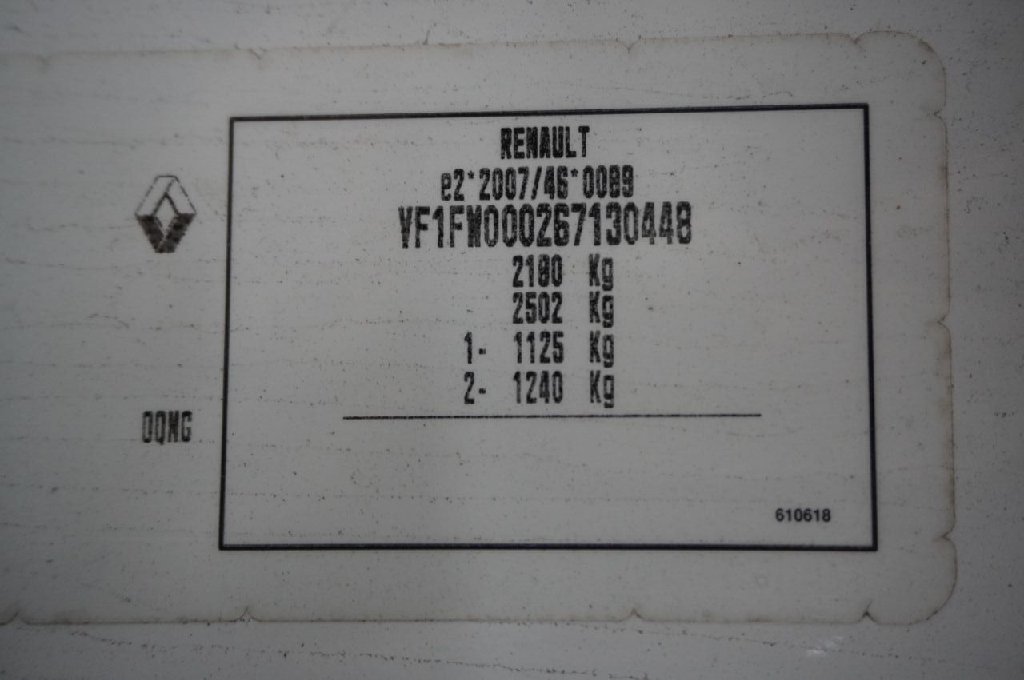 RENAULT
e2*2007/46*0089
VF1FW000267130448
2180 Kg
2502 Kg
1- 1125 Kg
2- 1240 Kg
0QNG
610618